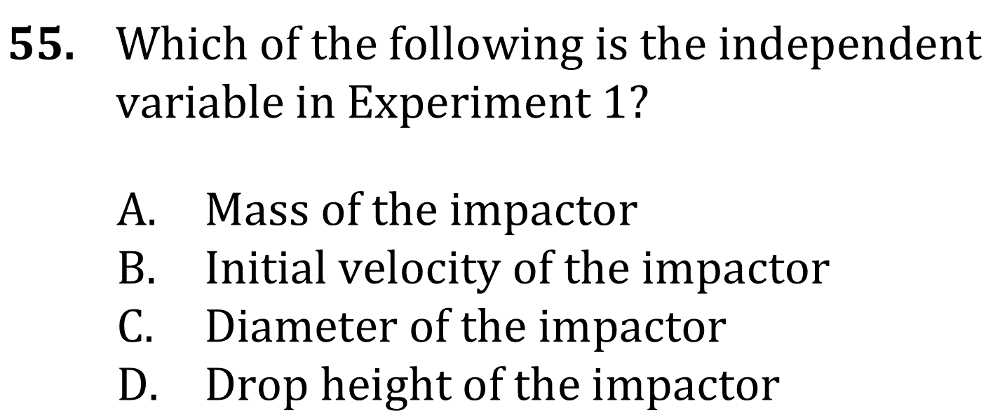 55. Which of the following is the independent
variable in Experiment 1?
A. Mass of the impactor
B. Initial velocity of the impactor
C. Diameter of the impactor
D. Drop height of the impactor